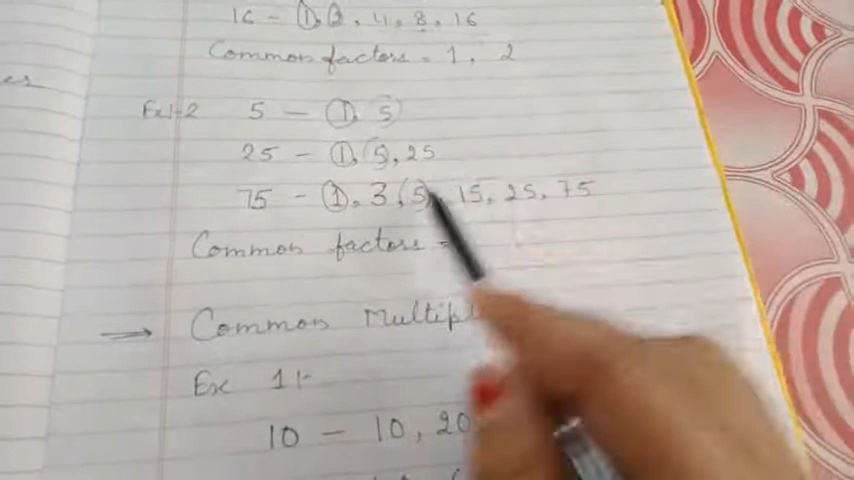 16 - 1, 2, 4, 8, 16
Common factors = 1, 2
Ex:-2 5 - 1, 5
25 - 1, 5, 25
75 - 1, 3, 5, 15, 25, 75
Common factors =
→ Common Multipl
Ex 1:-
10 - 10, 20